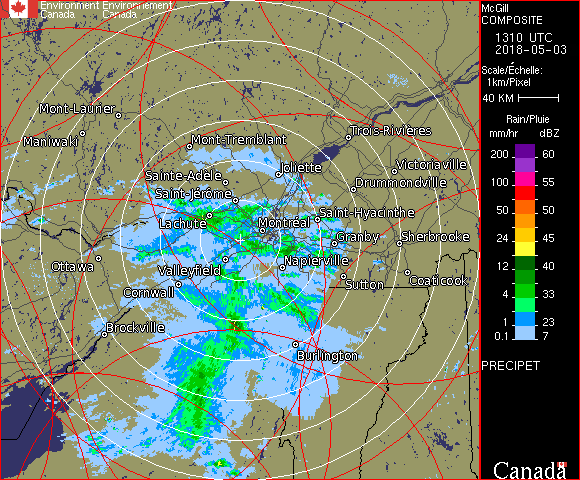 Environment Environnement
Canada Canada
McGill
COMPOSITE
1310 UTC
2018-05-03
Scale/Échelle:
1km/Pixel
40 KM
Rain/Pluie
mm/hr dBZ
200 60
100 55
50 50
24 45
12 40
4 33
1 23
0.1 7
PRECIPET
Canada
Mont-Laurier
Maniwaki
Mont-Tremblant
Trois-Rivières
Joliette
Victoriaville
Sainte-Adèle
Drummondville
Saint-Jérôme
Lachute
Saint-Hyacinthe
Montréal
Granby
Sherbrooke
Ottawa
Valleyfield
Napierville
Cornwall
Sutton
Coaticook
Brockville
Burlington